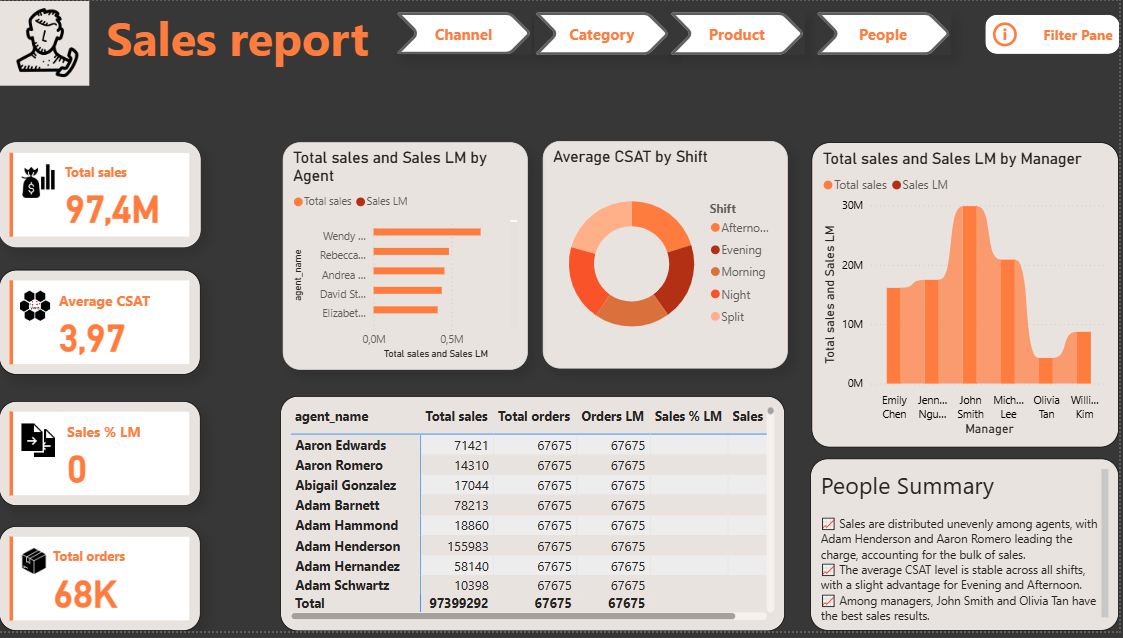 Sales report
Channel
Category
Product
People
Filter Pane
Total sales
97,4M
Average CSAT
3,97
Sales % LM
0
Total orders
68K
Total sales and Sales LM by
Agent
Total sales Sales LM
agent_name
Wendy ...
Rebecca...
Andrea ...
David St...
Elizabet...
0,0M 0,5M
Total sales and Sales LM
Average CSAT by Shift
Shift
Afterno...
Evening
Morning
Night
Split
Total sales and Sales LM by Manager
Total sales Sales LM
Total sales and Sales LM
30M
20M
10M
0M
Emily Jenn... John Mich... Olivia Willi...
Chen Ngu... Smith Lee Tan Kim
Manager
agent_name Total sales Total orders Orders LM Sales % LM Sales
Aaron Edwards 71421 67675 67675
Aaron Romero 14310 67675 67675
Abigail Gonzalez 17044 67675 67675
Adam Barnett 78213 67675 67675
Adam Hammond 18860 67675 67675
Adam Henderson 155983 67675 67675
Adam Hernandez 58140 67675 67675
Adam Schwartz 10398 67675 67675
Total 97399292 67675 67675
People Summary
Sales are distributed unevenly among agents, with
Adam Henderson and Aaron Romero leading the
charge, accounting for the bulk of sales.
The average CSAT level is stable across all shifts,
with a slight advantage for Evening and Afternoon.
Among managers, John Smith and Olivia Tan have
the best sales results.